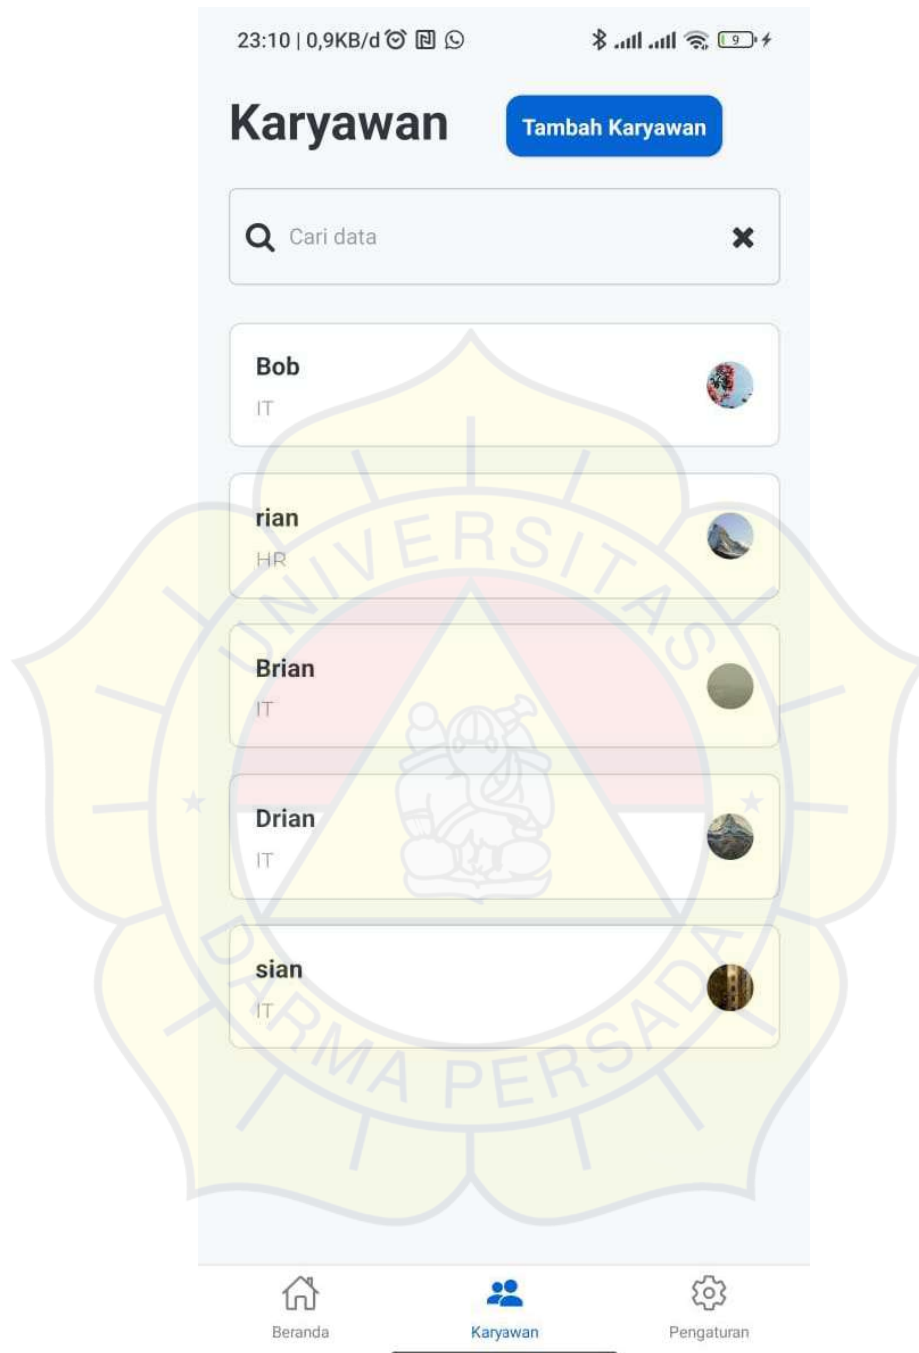 23:10 | 0,9KB/d
9
Karyawan
Tambah Karyawan
Cari data
Bob
IT
rian
HR
Brian
IT
Drian
IT
sian
IT
UNIVERSITAS
DARMA PERSADA
Beranda
Karyawan
Pengaturan